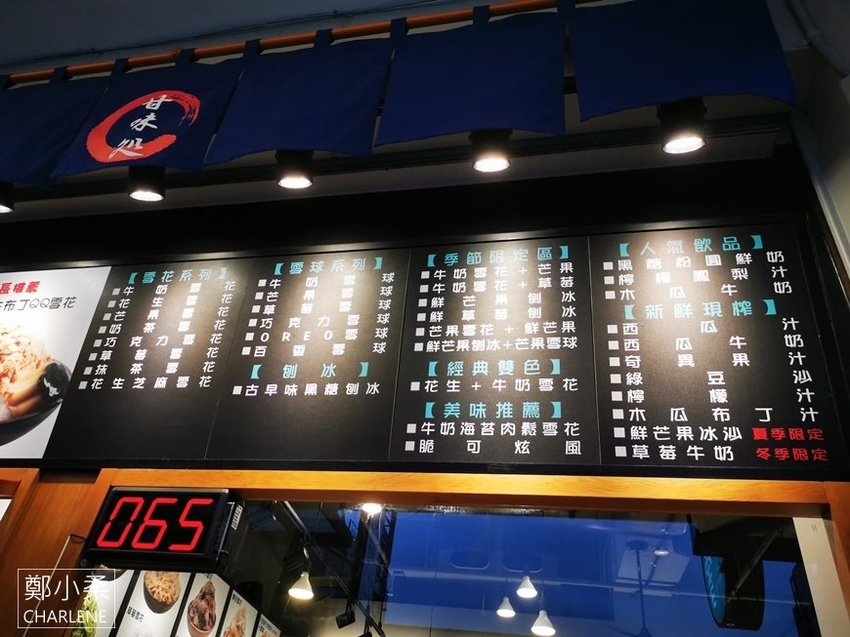 甘味処
長噴蒙
布丁QQ雪花
【雪花系列】
牛奶雪花
花生雪花
芒果雪花
奶茶雪花
巧克力雪花
草莓雪花
抹茶雪花
花生芝麻雪花
【雪球系列】
牛奶雪球
芒果雪球
草莓雪球
巧克力雪球
OREO雪球
百香雪球
【刨冰】
古早味黑糖刨冰
【季節限定區】
牛奶雪花+芒果
牛奶雪花+草莓
鮮芒果刨冰
鮮草莓刨冰
芒果雪花+鮮芒果
鮮芒果刨冰+芒果雪球
【經典雙色】
花生+牛奶雪花
【美味推薦】
牛奶海苔肉鬆雪花
脆可炫風
【人氣飲品】
黑糖粉圓鮮奶
檸檬鳳梨汁
木瓜牛奶
【新鮮現榨】
西瓜汁
西瓜牛奶
奇異果汁
綠豆沙
檸檬汁
木瓜布丁汁
鮮芒果冰沙 夏季限定
草莓牛奶 冬季限定
065
鄭小柔
CHARLENE